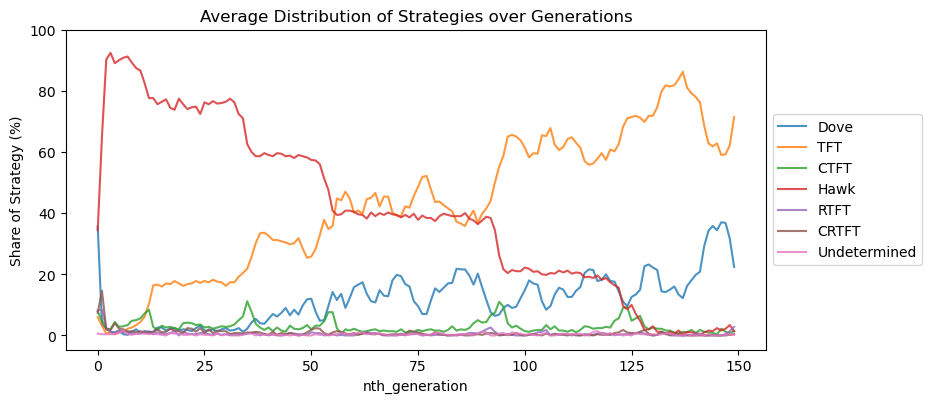 Average Distribution of Strategies over Generations
Share of Strategy (%)
100
80
60
40
20
0
0 25 50 75 100 125 150
nth_generation
Dove
TFT
CTFT
Hawk
RTFT
CRTFT
Undetermined